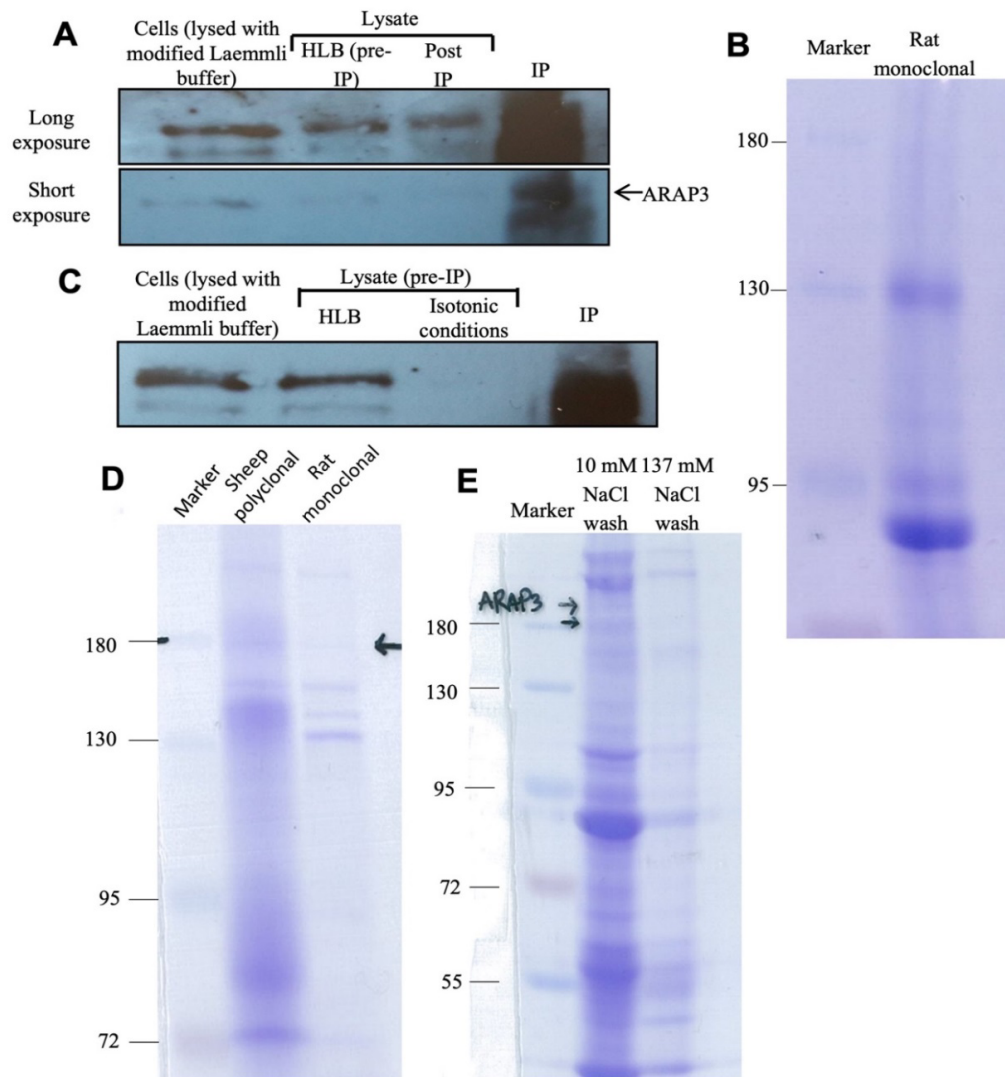 A
Cells (lysed with
modified Laemmli
buffer)
Lysate
HLB (pre-
IP)
Post
IP
IP
Long
exposure
Short
exposure
←ARAP3
B
Marker
Rat
monoclonal
180
130
95
C
Cells (lysed with
modified
Laemmli buffer)
Lysate (pre-IP)
HLB
Isotonic
conditions
IP
D
Marker
Sheep
polyclonal
Rat
monoclonal
180
130
95
72
E
Marker
10 mM
NaCl
wash
137 mM
NaCl
wash
ARAP3
180
130
95
72
55